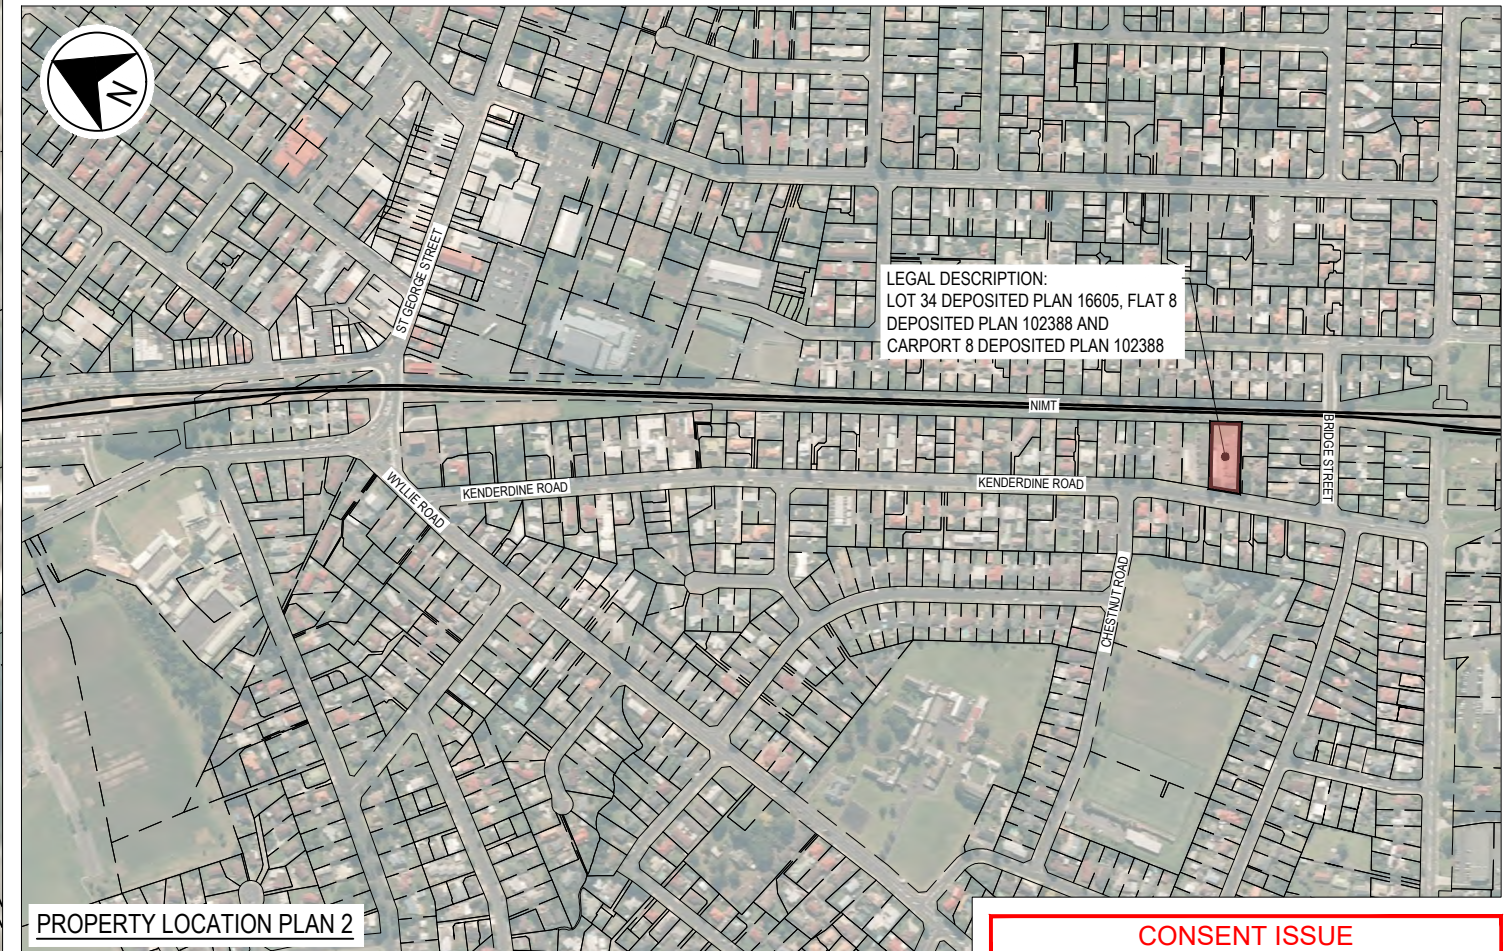 N
ST GEORGE STREET
LEGAL DESCRIPTION:
LOT 34 DEPOSITED PLAN 16605, FLAT 8
DEPOSITED PLAN 102388 AND
CARPORT 8 DEPOSITED PLAN 102388
NIMT
BRIDGE STREET
WYLLIE ROAD
KENDERDINE ROAD
KENDERDINE ROAD
CHESTNUT ROAD
PROPERTY LOCATION PLAN 2
CONSENT ISSUE